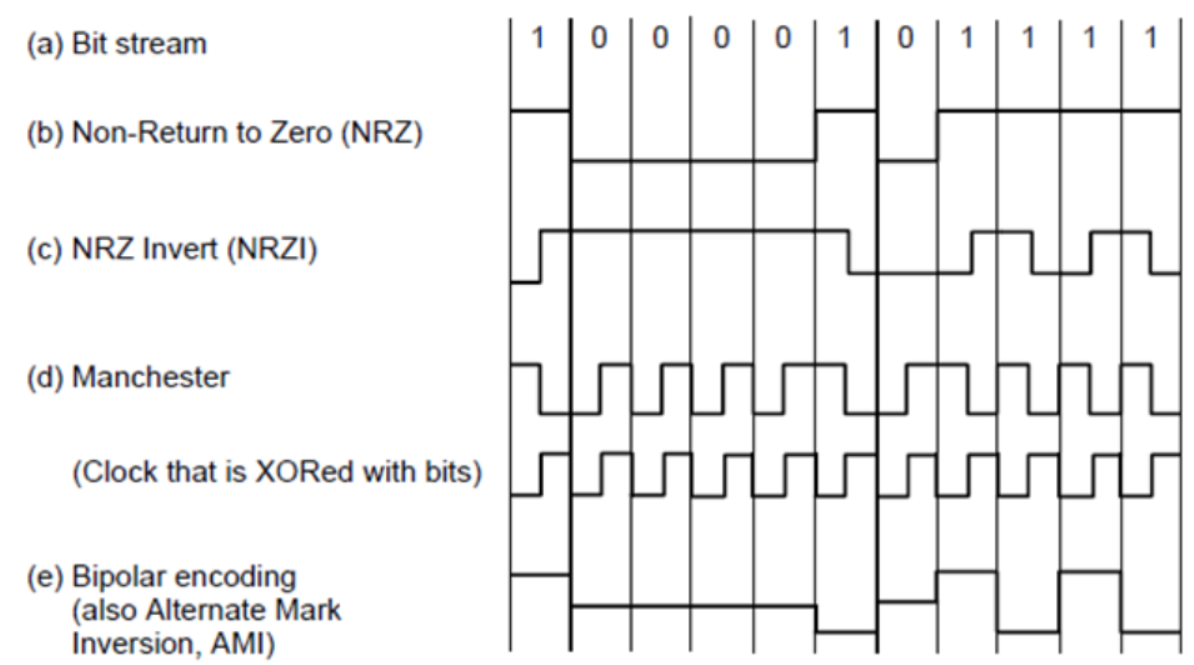 (a) Bit stream 1 0 0 0 0 1 0 1 1 1 1
(b) Non-Return to Zero (NRZ)
(c) NRZ Invert (NRZI)
(d) Manchester
(Clock that is XORed with bits)
(e) Bipolar encoding
(also Alternate Mark
Inversion, AMI)